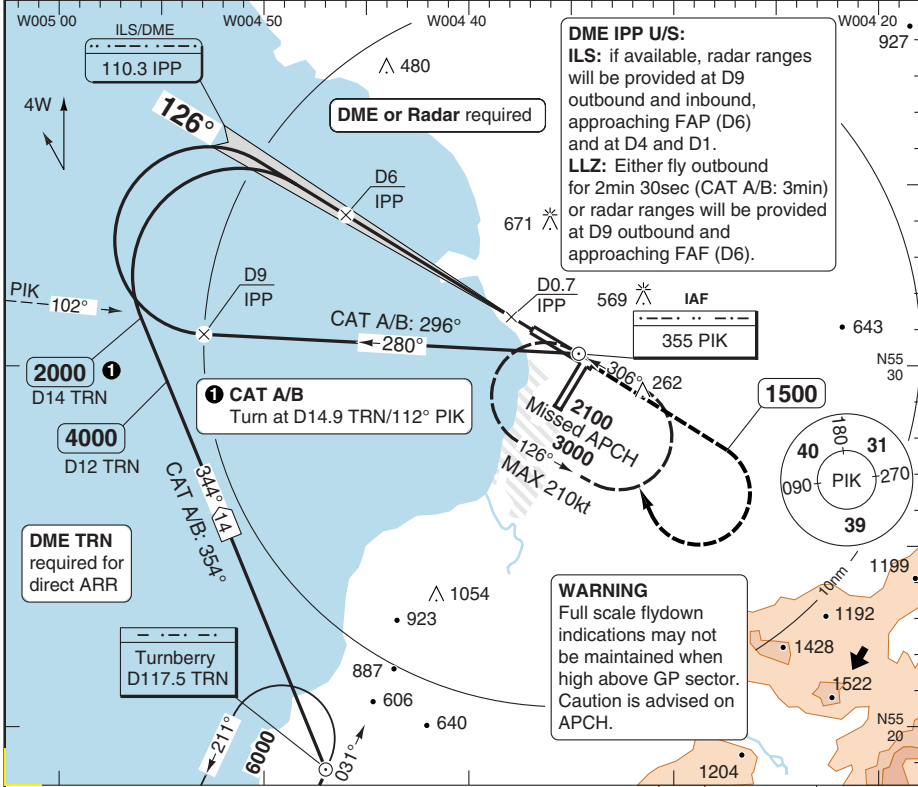 W005 00
W004 50
W004 40
W004 20
927
ILS/DME
110.3 IPP
480
4W
126°
DME or Radar required
DME IPP U/S:
ILS: if available, radar ranges
will be provided at D9
outbound and inbound,
approaching FAP (D6)
and at D4 and D1.
LLZ: Either fly outbound
for 2min 30sec (CAT A/B: 3min)
or radar ranges will be provided
at D9 outbound and
approaching FAF (D6).
D6
IPP
671
D9
IPP
D0.7
IPP
569
IAF
355 PIK
PIK
102°
CAT A/B: 296°
280°
643
N55
30
2000 1
D14 TRN
4000
D12 TRN
1 CAT A/B
Turn at D14.9 TRN/112° PIK
306°
262
1500
2100
Missed APCH
3000
126°
MAX 210kt
180
40
31
090
PIK
270
39
344°
14
CAT A/B: 354°
DME TRN
required for
direct ARR
1054
923
887
606
640
Turnberry
D117.5 TRN
211°
6000
031°
WARNING
Full scale flydown
indications may not
be maintained when
high above GP sector.
Caution is advised on
APCH.
10nm
1199
1192
1428
1522
N55
20
1204